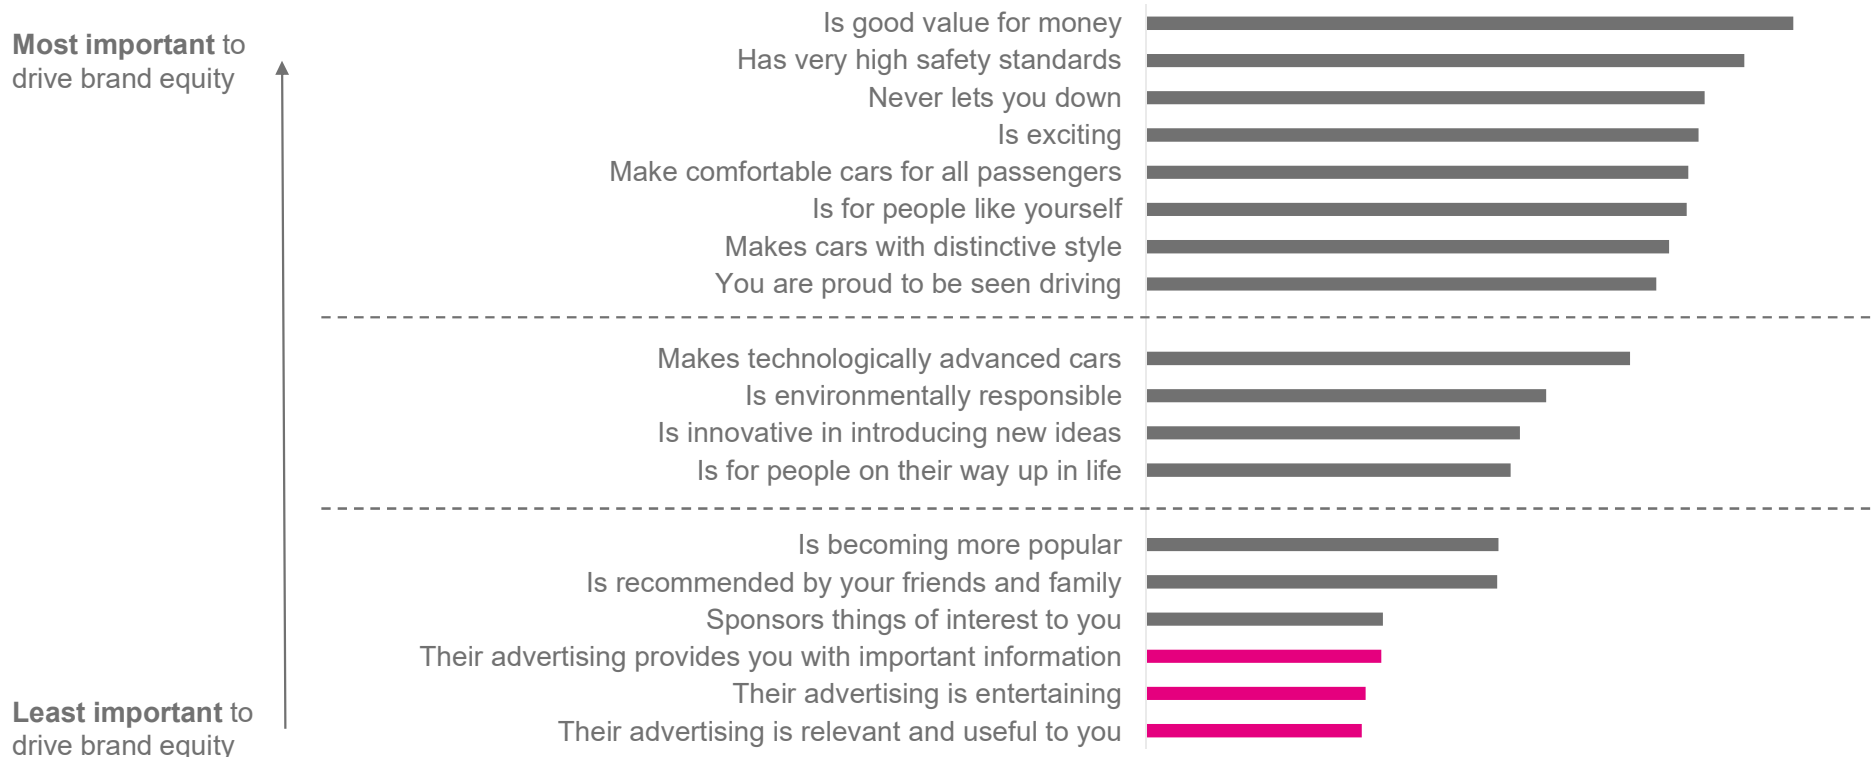 Most important to
drive brand equity
Is good value for money
Has very high safety standards
Never lets you down
Is exciting
Make comfortable cars for all passengers
Is for people like yourself
Makes cars with distinctive style
You are proud to be seen driving
Makes technologically advanced cars
Is environmentally responsible
Is innovative in introducing new ideas
Is for people on their way up in life
Is becoming more popular
Is recommended by your friends and family
Sponsors things of interest to you
Their advertising provides you with important information
Their advertising is entertaining
Their advertising is relevant and useful to you
Least important to
drive brand equity